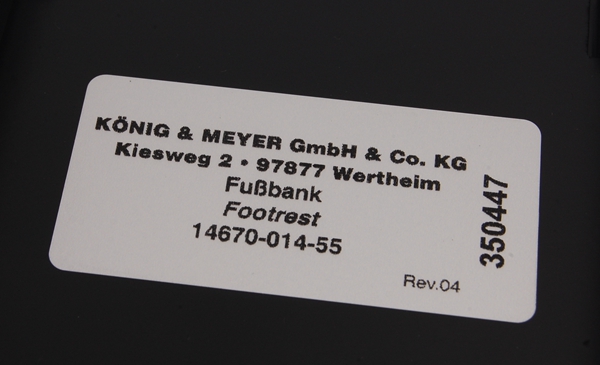 KÖNIG & MEYER GmbH & Co. KG
Kiesweg 2 • 97877 Wertheim
Fußbank
Footrest
14670-014-55
Rev.04
350447